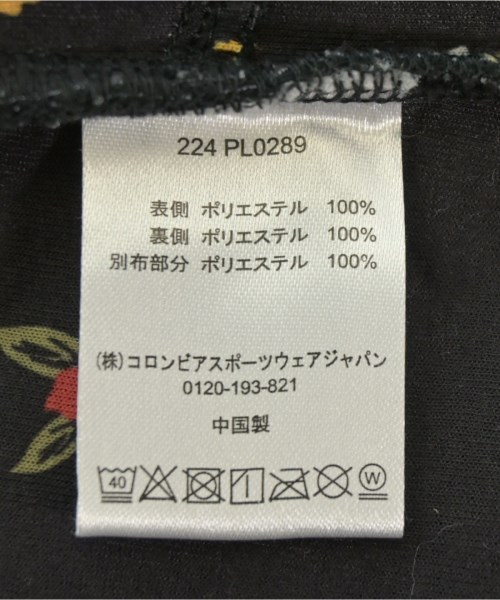 224 PL0289
表側 ポリエステル 100%
裏側 ポリエステル 100%
別布部分 ポリエステル 100%
(株)コロンビアスポーツウェアジャパン
0120-193-821
中国製
40 W